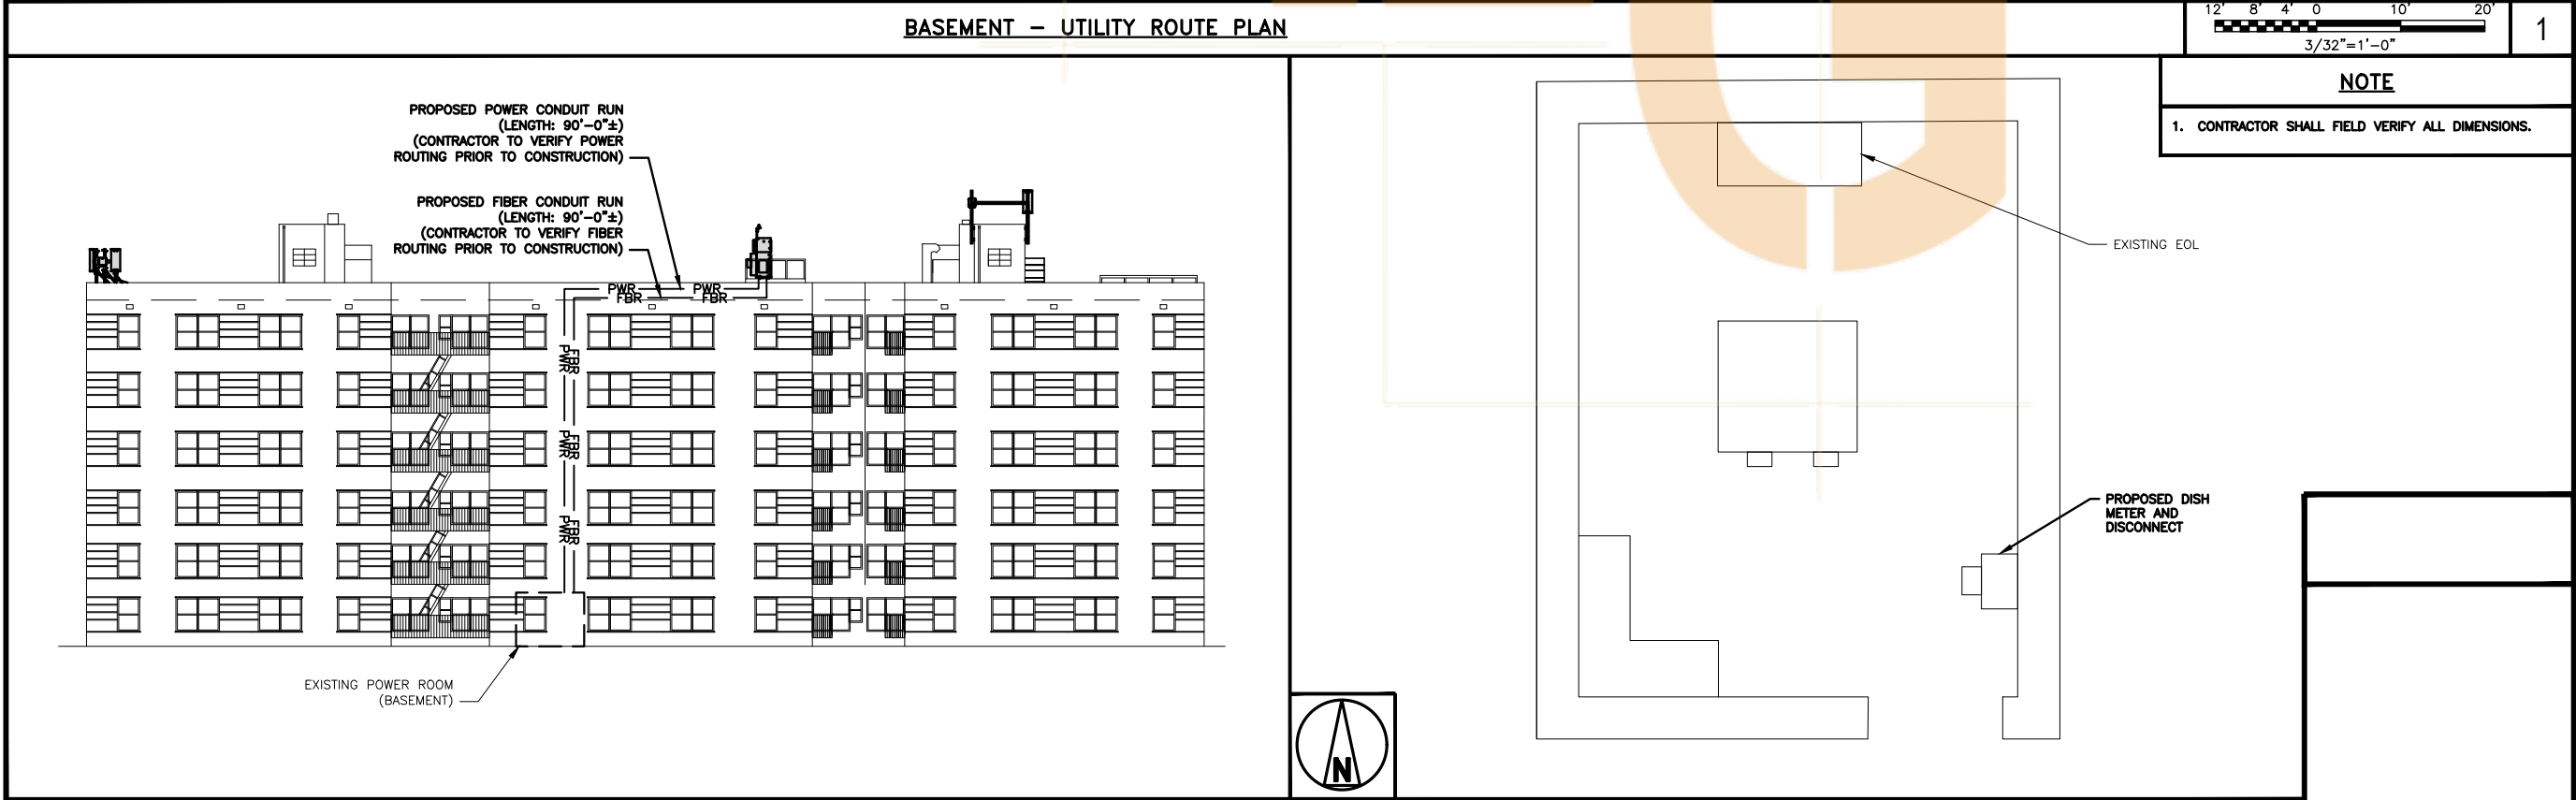 BASEMENT – UTILITY ROUTE PLAN
12' 8' 4' 0 10' 20'
3/32"=1'-0"
1
NOTE
1. CONTRACTOR SHALL FIELD VERIFY ALL DIMENSIONS.
PROPOSED POWER CONDUIT RUN
(LENGTH: 90'-0"±)
(CONTRACTOR TO VERIFY POWER
ROUTING PRIOR TO CONSTRUCTION)
PROPOSED FIBER CONDUIT RUN
(LENGTH: 90'-0"±)
(CONTRACTOR TO VERIFY FIBER
ROUTING PRIOR TO CONSTRUCTION)
PWR PWR
FBR FBR
FBR
PWR
FBR
PWR
FBR
PWR
EXISTING POWER ROOM
(BASEMENT)
EXISTING EOL
PROPOSED DISH
METER AND
DISCONNECT
N